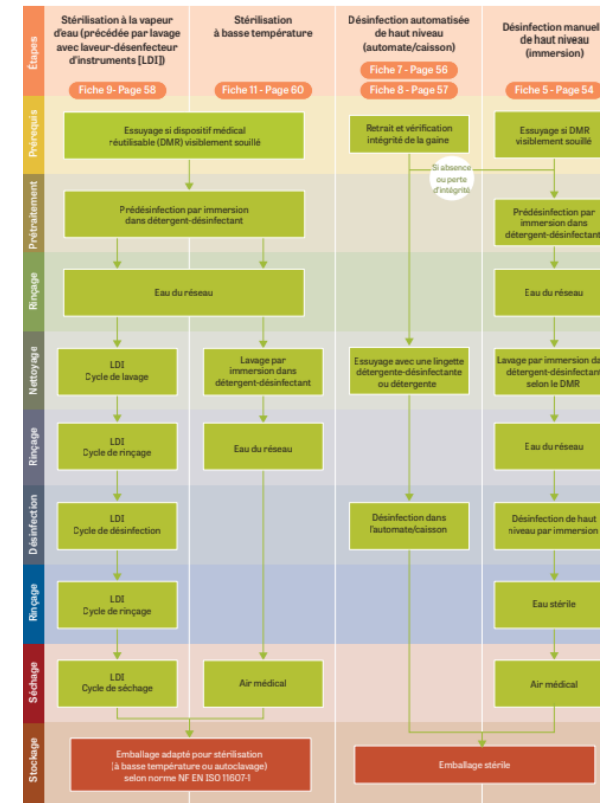 Étapes
Stérilisation à la vapeur
d'eau (précédée par lavage
avec laveur-désenfecteur
d'instruments [LDI])
Fiche 9- Page 58
Stérilisation
à basse température
Fiche 11 - Page 60
Désinfection automatisée
de haut niveau
(automate/caisson)
Fiche 7 - Page 56
Fiche 8 - Page 57
Désinfection manuel
de haut niveau
(immersion)
Fiche 5 - Page 54
Prérequis
Essuyage si dispositif médical
réutilisable (DMR) visiblement souillé
Retrait et vérification
intégrité de la gaine
Essuyage si DMR
visiblement souillé
Si absence
ou perte
d'intégrité
Prétraitement
Prédésinfection par immersion
dans détergent-désinfectant
Prédésinfection par
immersion dans
détergent-désinfectant
Rinçage
Eau du réseau
Eau du réseau
Nettoyage
LDI
Cycle de lavage
Lavage par
immersion dans
détergent-désinfectant
Essuyage avec une lingette
détergente-désinfectante
ou détergente
Lavage par immersion da
détergent-désinfectant
selon le DMR
Rinçage
LDI
Cycle de rinçage
Eau du réseau
Eau du réseau
Désinfection
LDI
Cycle de désinfection
Désinfection dans
l'automate/caisson
Désinfection de haut
niveau par immersion
Rinçage
LDI
Cycle de rinçage
Eau stérile
Séchage
LDI
Cycle de séchage
Air médical
Air médical
Stockage
Emballage adapté pour stérilisation
(à basse température ou autoclavage)
selon norme NF EN ISO 11607-1
Emballage stérile